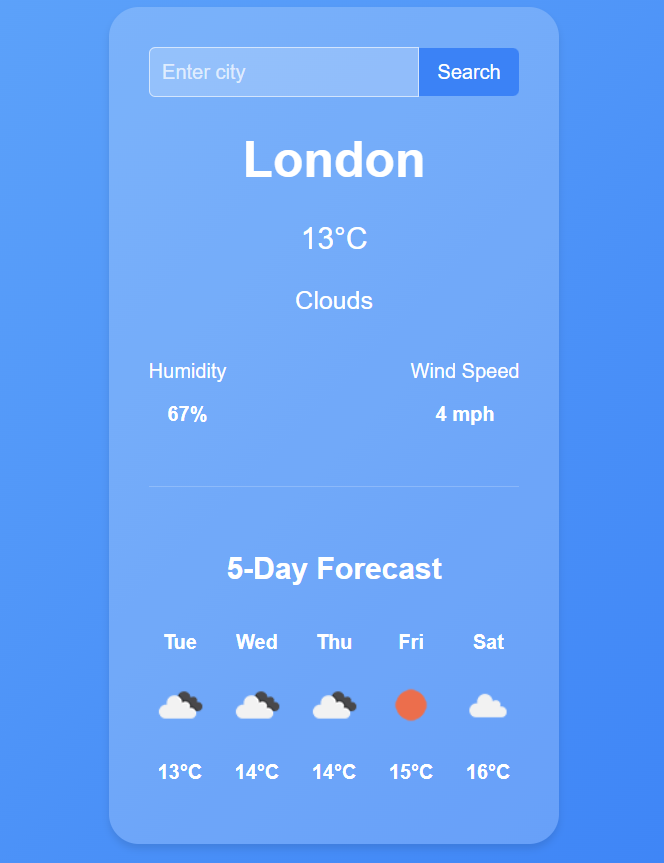 Enter city Search
London
13°C
Clouds
Humidity Wind Speed
67% 4 mph
5-Day Forecast
Tue Wed Thu Fri Sat
13°C 14°C 14°C 15°C 16°C